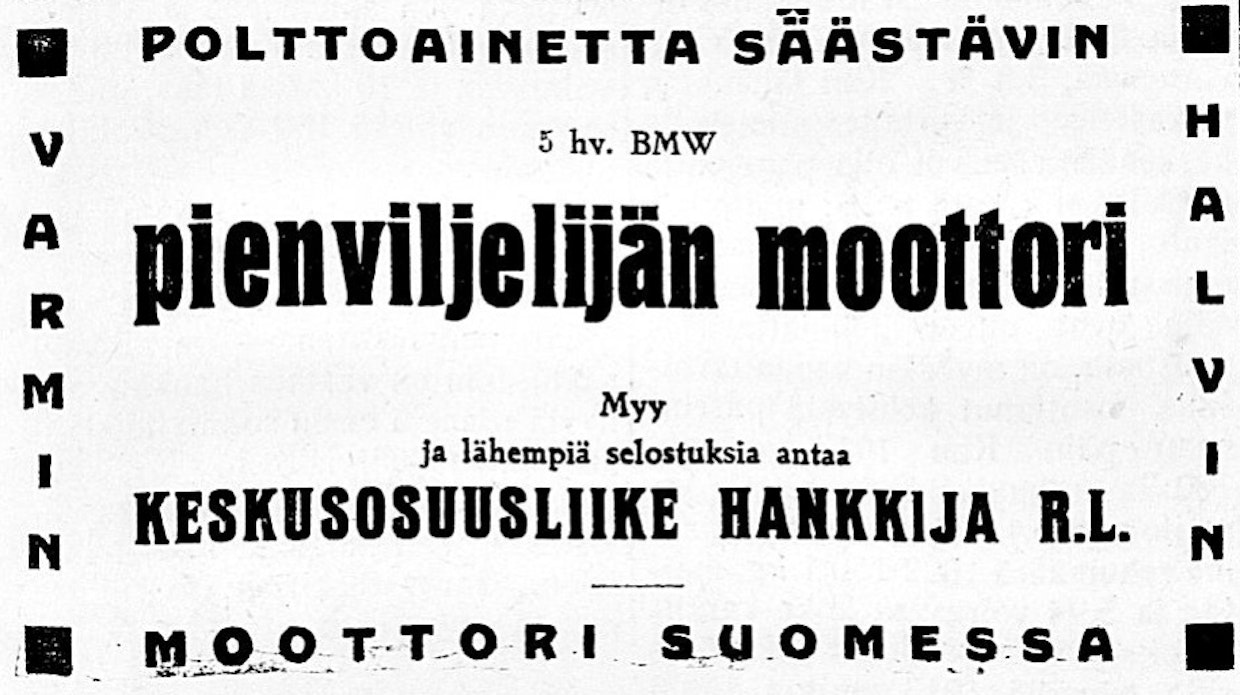 POLTTOAINETTA SÄÄSTÄVIN
VARMIN
HALVIN
5 hv. BMW
pienviljelijän moottori
Myy
ja lähempiä selostuksia antaa
KESKUSOSUUSLIIKE HANKKIJA R.L.
MOOTTORI SUOMESSA